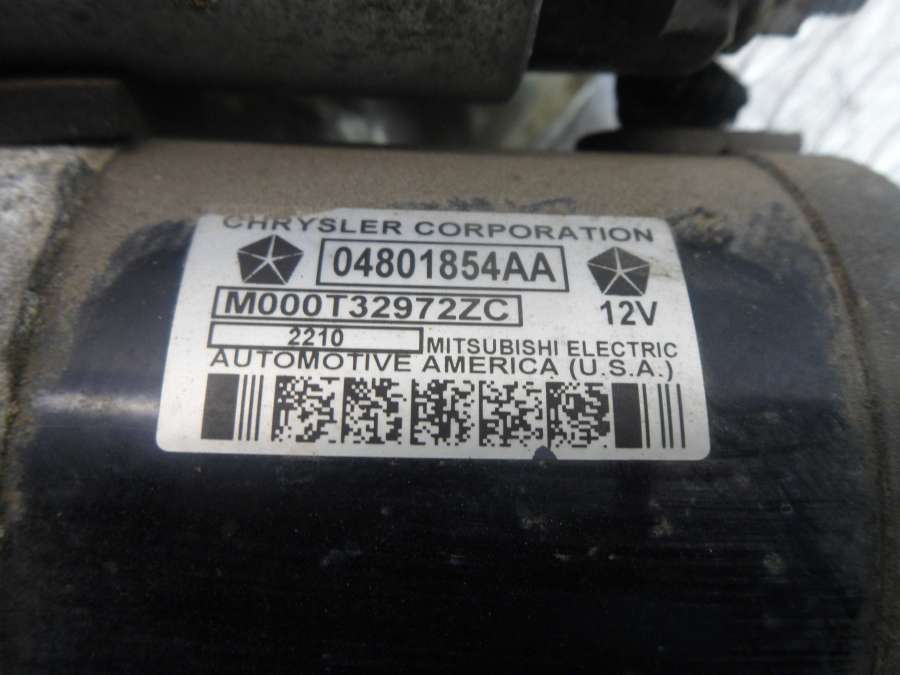 CHRYSLER CORPORATION
04801854AA
M000T32972ZC 12V
2210 MITSUBISHI ELECTRIC
AUTOMOTIVE AMERICA (U.S.A.)